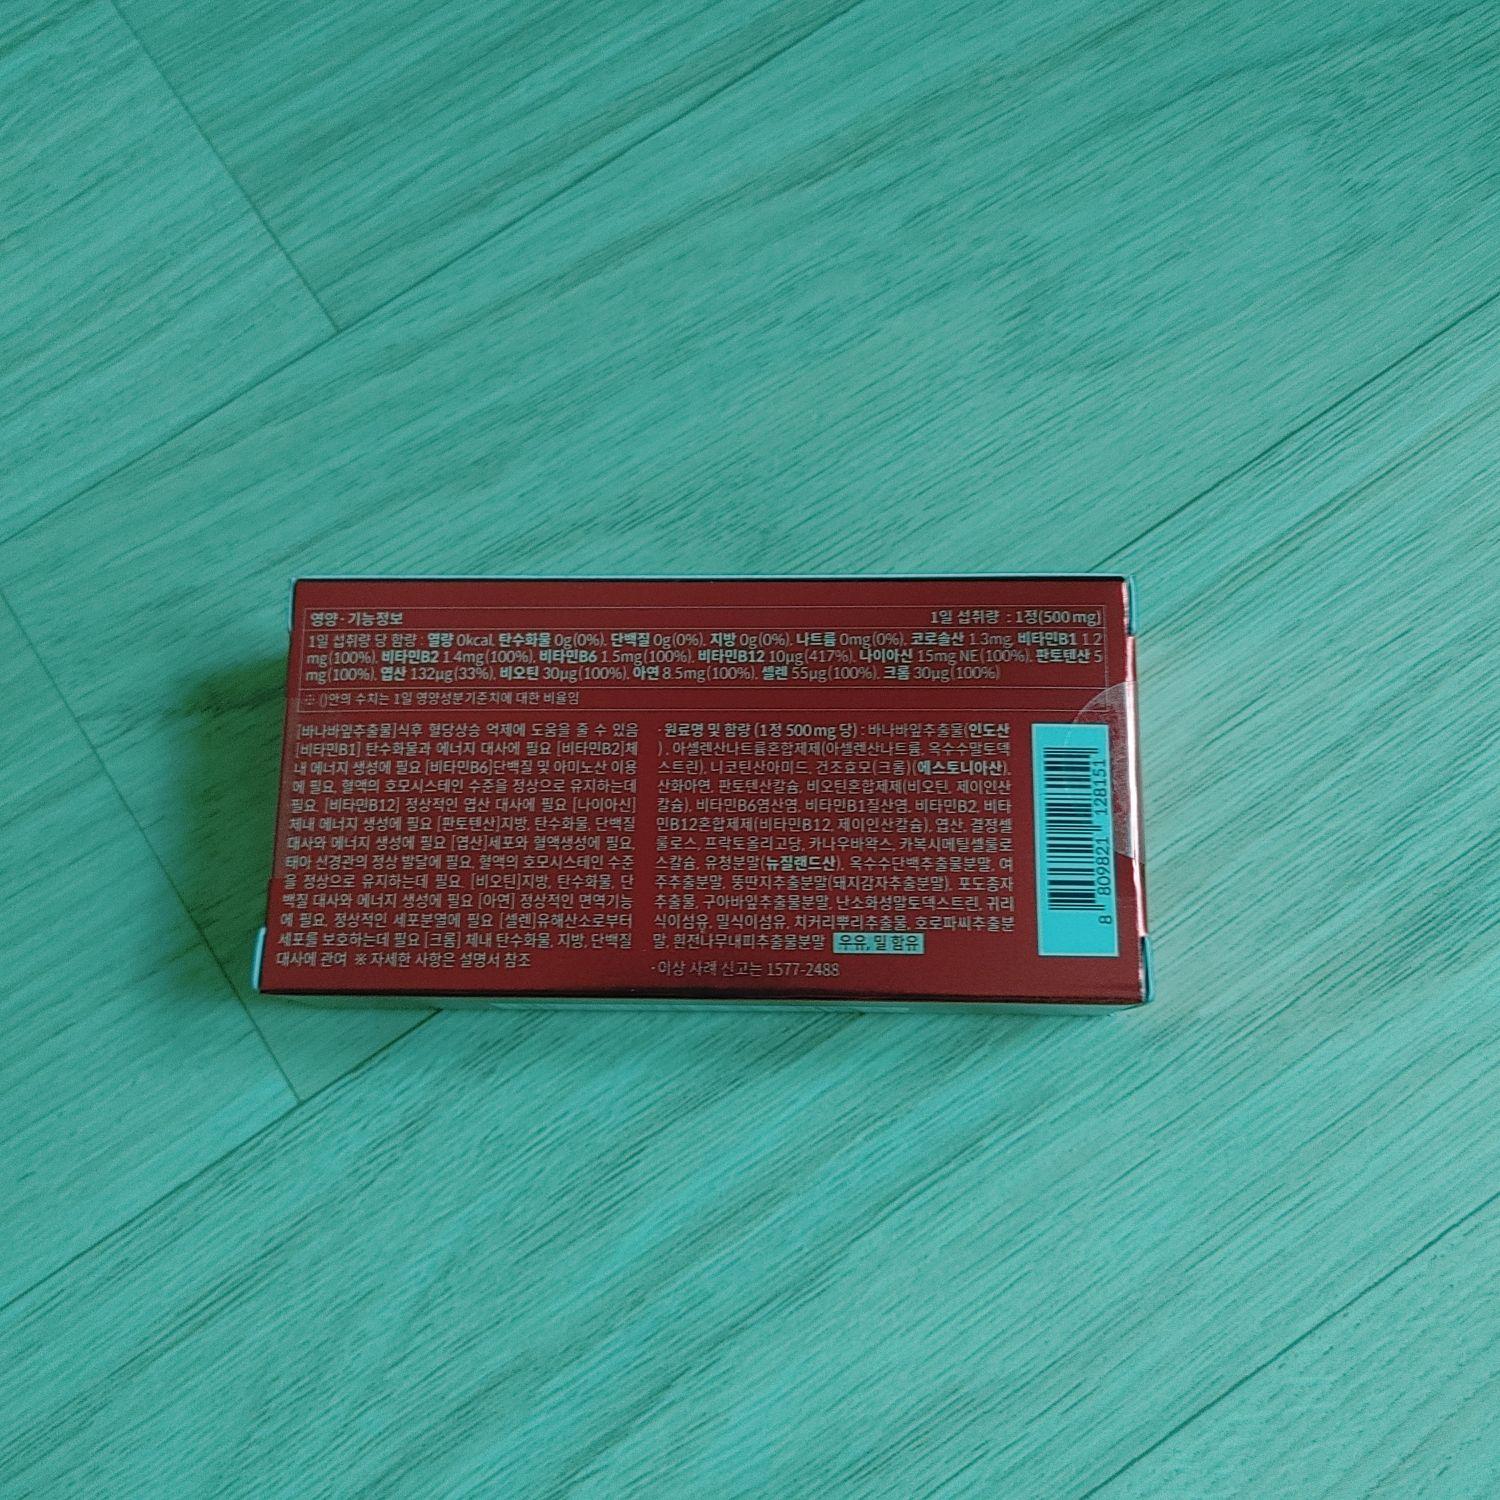 영양·기능정보
1일 섭취량 : 1정(500mg)
1일 섭취량 당 함량 : 열량 0kcal, 탄수화물 0g(0%), 단백질 0g(0%), 지방 0g(0%), 나트륨 0mg(0%), 코로솔산 1.3mg, 비타민B1 1.2
mg(100%), 비타민B2 1.4mg(100%), 비타민B6 1.5mg(100%), 비타민B12 10μg(417%), 나이아신 15mg NE(100%), 판토텐산 5
mg(100%), 엽산 132μg(33%), 비오틴 30μg(100%), 아연 8.5mg(100%), 셀렌 55μg(100%), 크롬 30μg(100%)
※ ()안의 수치는 1일 영양성분기준치에 대한 비율임
[바나바잎추출물]식후 혈당상승 억제에 도움을 줄 수 있음
[비타민B1] 탄수화물과 에너지 대사에 필요 [비타민B2]체
내 에너지 생성에 필요 [비타민B6]단백질 및 아미노산 이용
에 필요, 혈액의 호모시스테인 수준을 정상으로 유지하는데
필요 [비타민B12] 정상적인 엽산 대사에 필요 [나이아신]
체내 에너지 생성에 필요 [판토텐산]지방, 탄수화물, 단백질
대사와 에너지 생성에 필요 [엽산]세포와 혈액생성에 필요,
태아 신경관의 정상 발달에 필요, 혈액의 호모시스테인 수준
을 정상으로 유지하는데 필요 [비오틴]지방, 탄수화물, 단
백질 대사와 에너지 생성에 필요 [아연] 정상적인 면역기능
에 필요, 정상적인 세포분열에 필요 [셀렌]유해산소로부터
세포를 보호하는데 필요 [크롬] 체내 탄수화물, 지방, 단백질
대사에 관여 ※ 자세한 사항은 설명서 참조
·원료명 및 함량 (1정 500mg 당) : 바나바잎추출물(인도산
), 아셀렌산나트륨혼합제제(아셀렌산나트륨, 옥수수말토덱
스트린), 니코틴산아미드, 건조효모(크롬)(에스토니아산),
산화아연, 판토텐산칼슘, 비오틴혼합제제(비오틴, 제이인산
칼슘), 비타민B6염산염, 비타민B1질산염, 비타민B2, 비타
민B12혼합제제(비타민B12, 제이인산칼슘), 엽산, 결정셀
룰로스, 프락토올리고당, 카나우바왁스, 카복시메틸셀룰로
스칼슘, 유청분말(뉴질랜드산), 옥수수단백추출물분말, 여
주추출분말, 뚱딴지추출분말(돼지감자추출분말), 포도종자
추출물, 구아바잎추출물분말, 난소화성말토덱스트린, 귀리
식이섬유, 밀식이섬유, 치커리뿌리추출물, 호로파씨추출분
말, 흰전나무내피추출물분말 우유, 밀 함유
·이상 사례 신고는 1577-2488
8 809821 128151